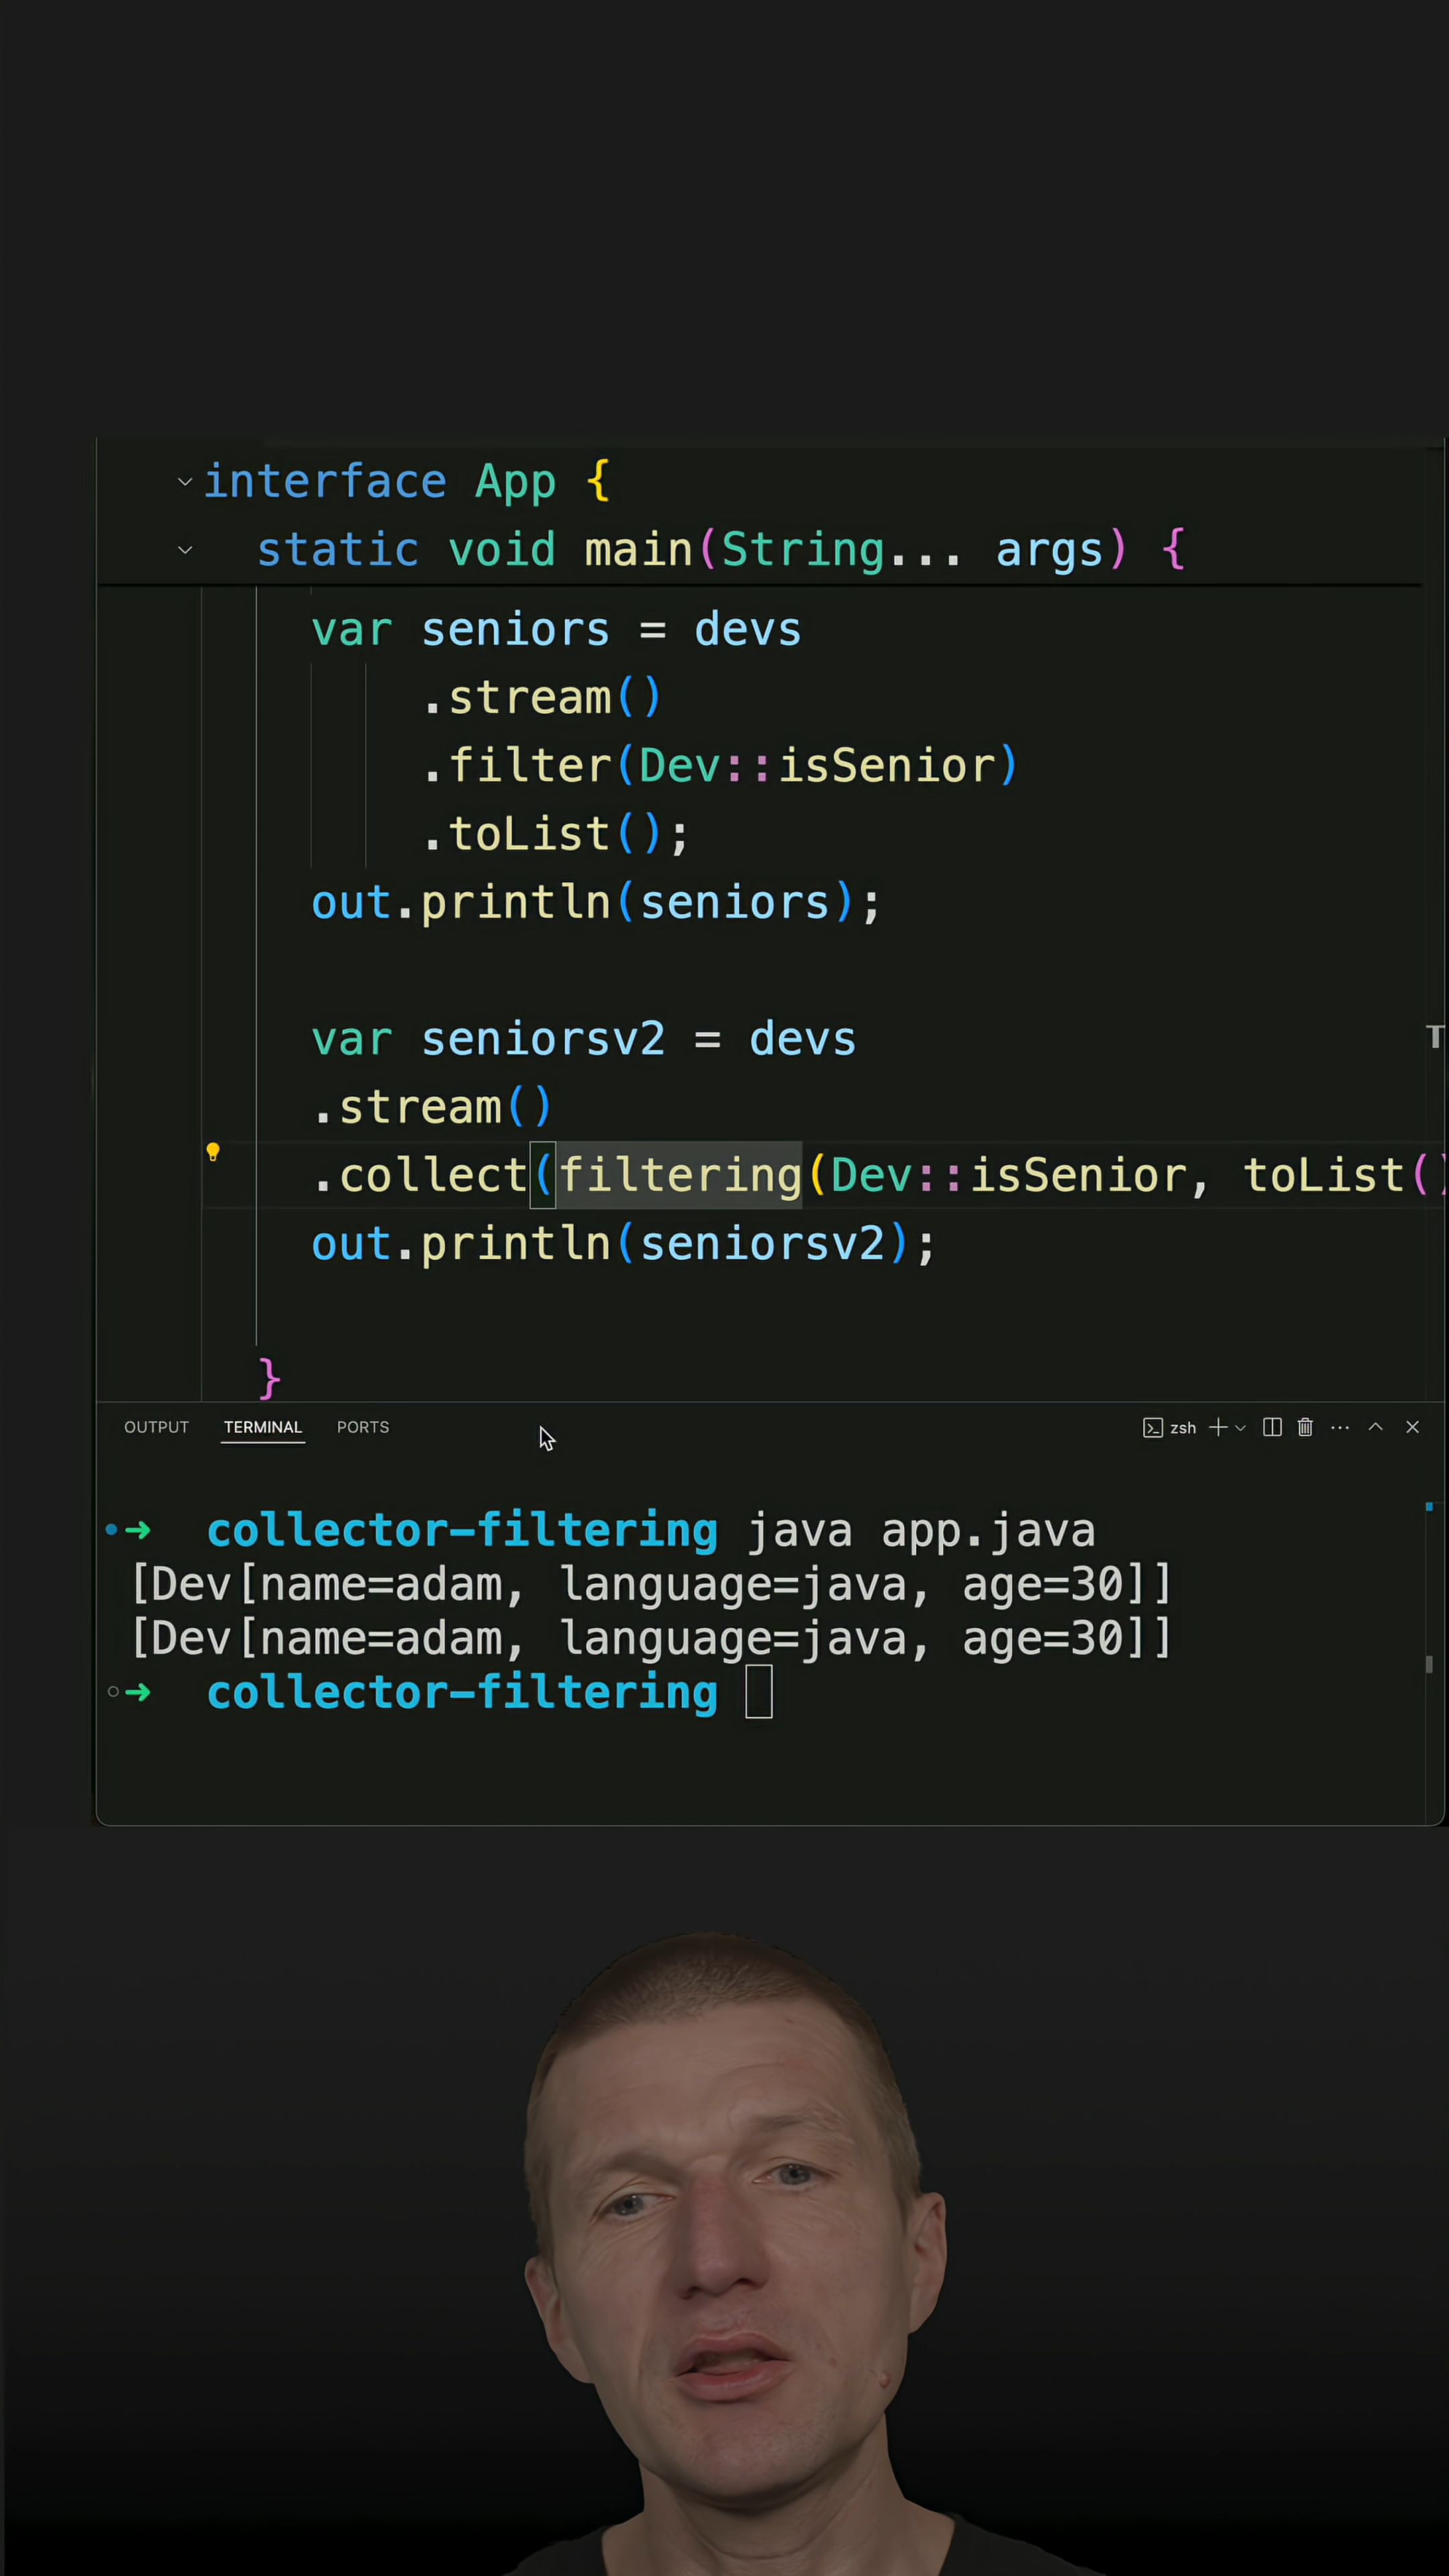 interface App {
static void main(String... args) {
var seniors = devs
.stream()
.filter(Dev::isSenior)
.toList();
out.println(seniors);
var seniorsv2 = devs
.stream()
.collect(filtering(Dev::isSenior, toList()
out.println(seniorsv2);
}
OUTPUT TERMINAL PORTS zsh
→ collector-filtering java app.java
[Dev[name=adam, language=java, age=30]]
[Dev[name=adam, language=java, age=30]]
→ collector-filtering